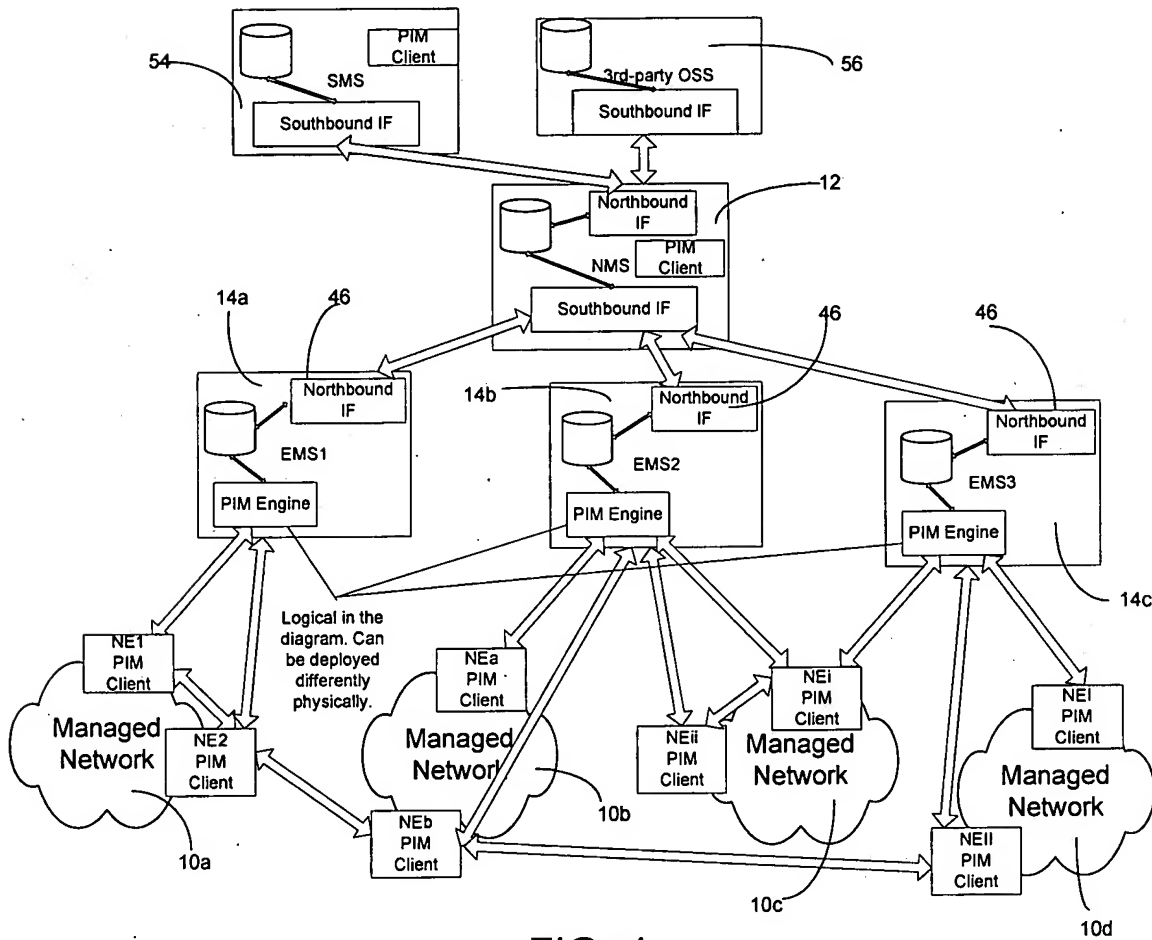 PIM
Client
54
SMS
Southbound IF
56
3rd-party OSS
Southbound IF
12
Northbound
IF
PIM
Client
NMS
Southbound IF
14a
46
Northbound
IF
EMS1
PIM Engine
14b
46
Northbound
IF
EMS2
PIM Engine
46
Northbound
IF
EMS3
PIM Engine
14c
Logical in the
diagram. Can
be deployed
differently
physically.
NE1
PIM
Client
Managed
Network
NE2
PIM
Client
10a
NEa
PIM
Client
Managed
Network
10b
NEb
PIM
Client
NEii
PIM
Client
NEi
PIM
Client
Managed
Network
10c
NEI
PIM
Client
Managed
Network
NEII
PIM
Client
10d